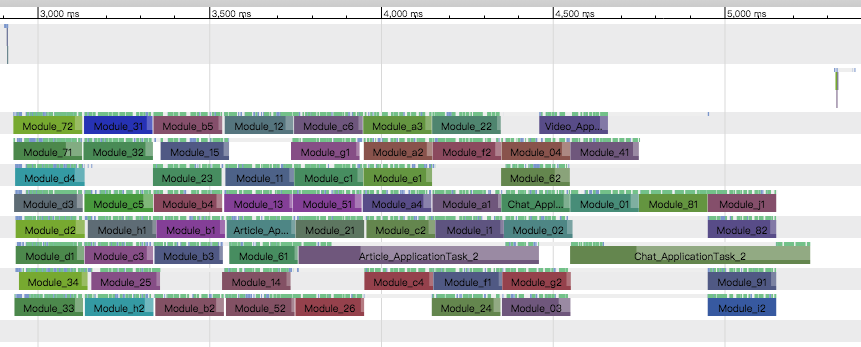 3,000 ms 3,500 ms 4,000 ms 4,500 ms 5,000 ms
Module_72 Module_31 Module_b5 Module_12 Module_c6 Module_a3 Module_22 Video_App...
Module_71 Module_32 Module_15 Module_g1 Module_a2 Module_f2 Module_04 Module_41
Module_d4 Module_23 Module_11 Module_c1 Module_e1 Module_62
Module_d3 Module_c5 Module_b4 Module_13 Module_51 Module_a4 Module_a1 Chat_Appl... Module_01 Module_81 Module_j1
Module_d2 Module_h1 Module_b1 Article_Ap... Module_21 Module_c2 Module_i1 Module_02 Module_82
Module_d1 Module_c3 Module_b3 Module_61 Article_ApplicationTask_2 Chat_ApplicationTask_2
Module_34 Module_25 Module_14 Module_c4 Module_f1 Module_g2 Module_91
Module_33 Module_h2 Module_b2 Module_52 Module_26 Module_24 Module_03 Module_i2